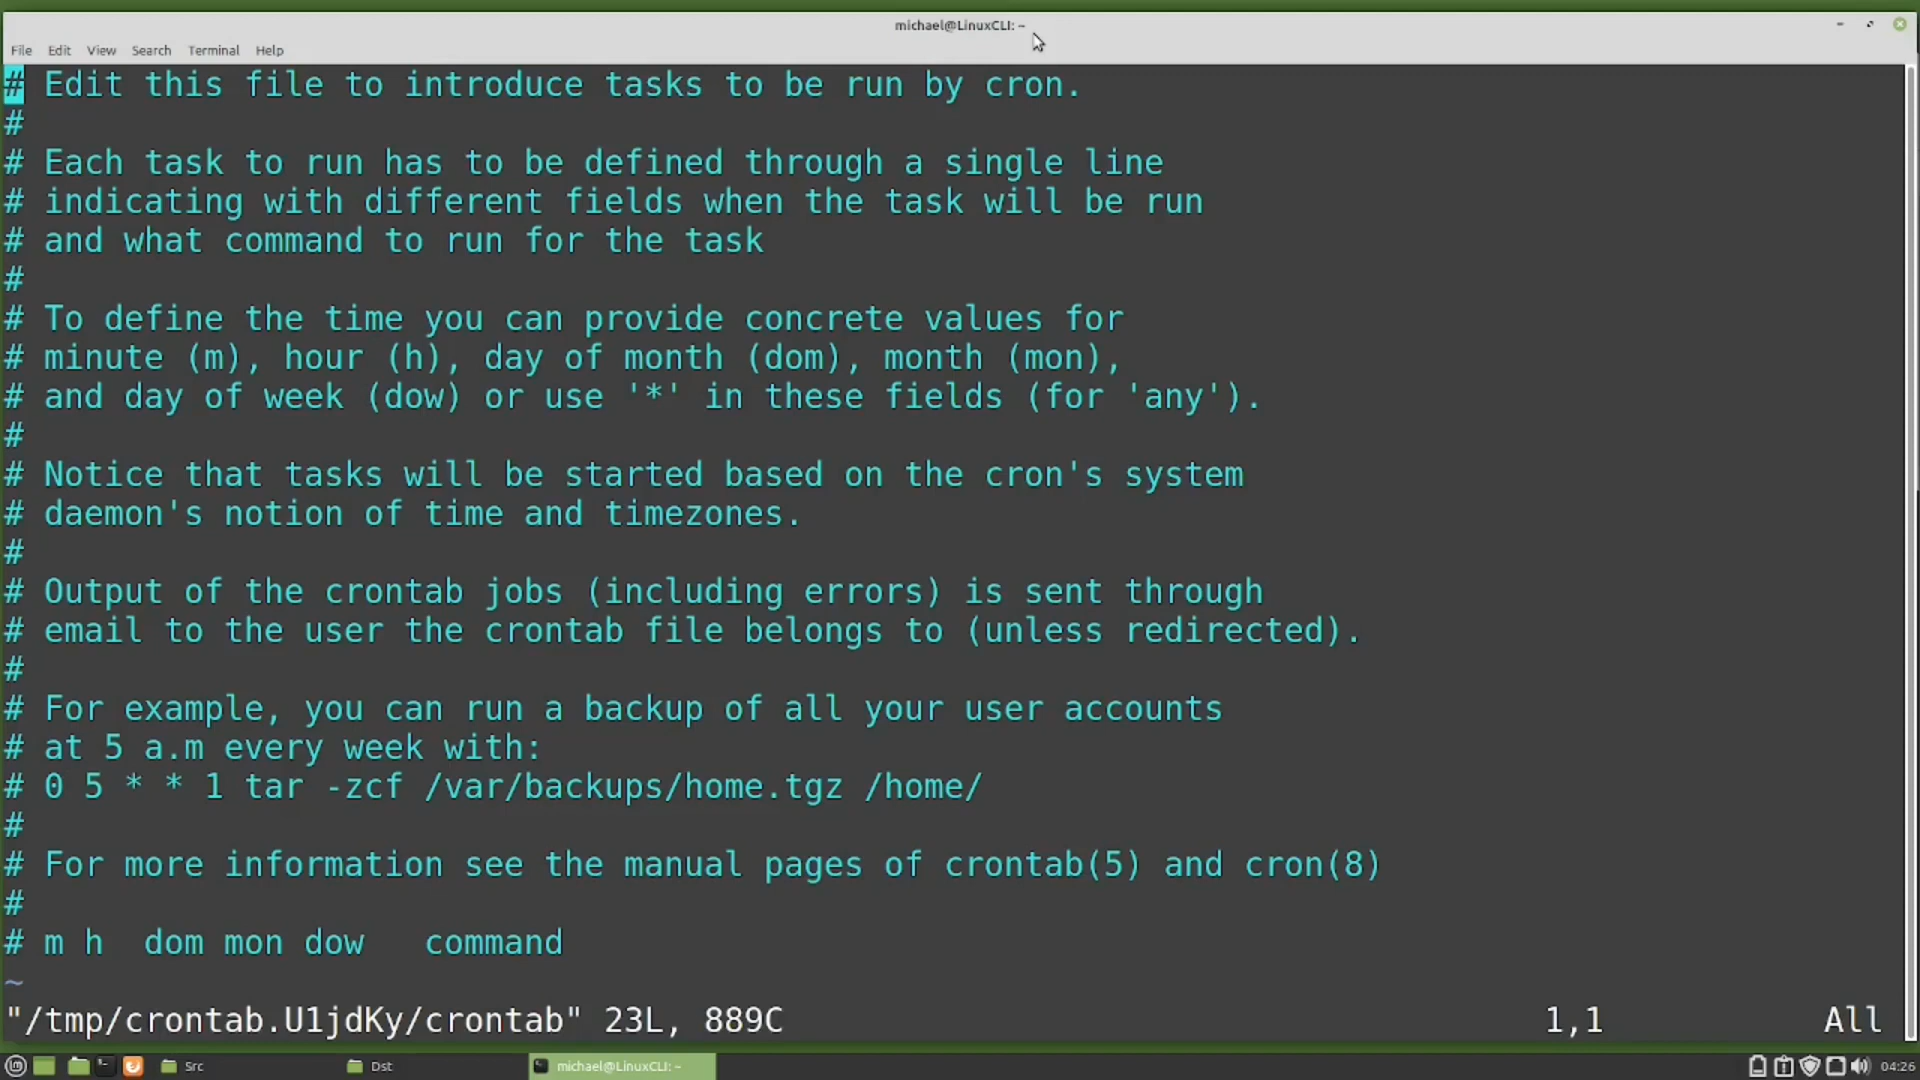 michael@LinuxCLI: ~
File Edit View Search Terminal Help
# Edit this file to introduce tasks to be run by cron.
#
# Each task to run has to be defined through a single line
# indicating with different fields when the task will be run
# and what command to run for the task
#
# To define the time you can provide concrete values for
# minute (m), hour (h), day of month (dom), month (mon),
# and day of week (dow) or use '*' in these fields (for 'any').
#
# Notice that tasks will be started based on the cron's system
# daemon's notion of time and timezones.
#
# Output of the crontab jobs (including errors) is sent through
# email to the user the crontab file belongs to (unless redirected).
#
# For example, you can run a backup of all your user accounts
# at 5 a.m every week with:
# 0 5 * * 1 tar -zcf /var/backups/home.tgz /home/
#
# For more information see the manual pages of crontab(5) and cron(8)
#
# m h  dom mon dow   command
~
"/tmp/crontab.U1jdKy/crontab" 23L, 889C 1,1 All
Src Dst michael@LinuxCLI: ~ 04:26